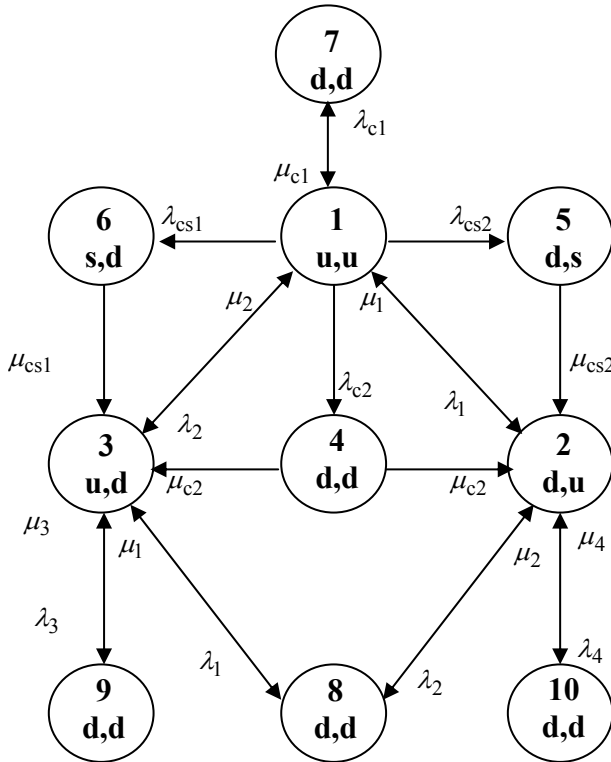 7
d,d
λc1
μc1
6
s,d
λcs1
1
u,u
λcs2
5
d,s
μ2
μ1
μcs1
λc2
μcs2
λ2
λ1
3
u,d
μc2
4
d,d
μc2
2
d,u
μ3
μ1
μ2
μ4
λ3
λ1
λ2
λ4
9
d,d
8
d,d
10
d,d